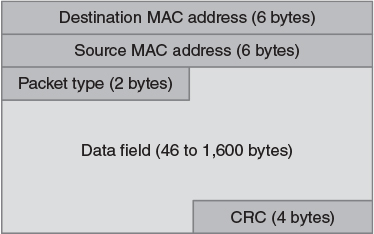 Destination MAC address (6 bytes)
Source MAC address (6 bytes)
Packet type (2 bytes)
Data field (46 to 1,600 bytes)
CRC (4 bytes)